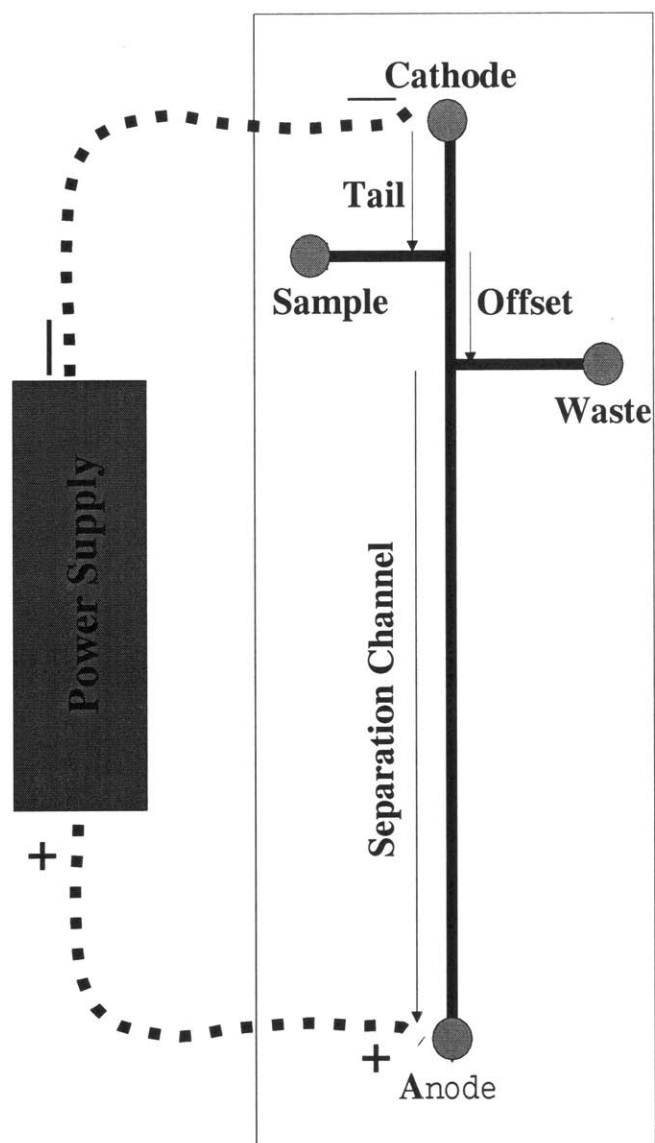 Cathode
—
Tail
Sample
Offset
—
Waste
Power Supply
Separation Channel
+
+
Anode